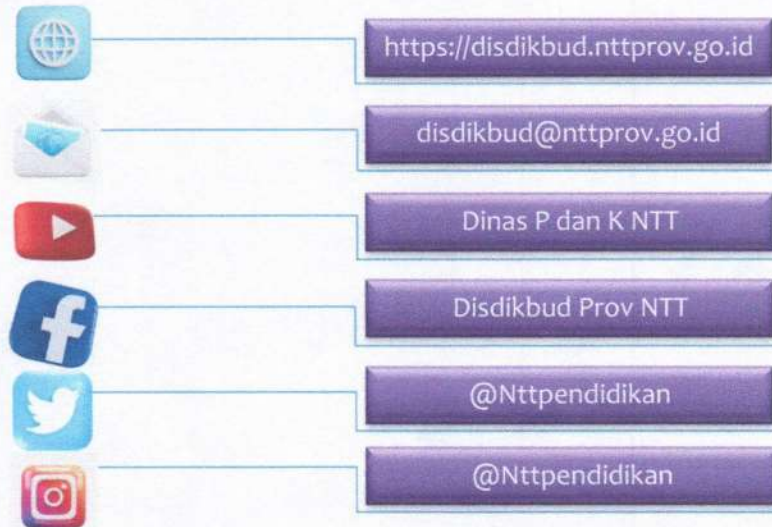 https://disdikbud.nttprov.go.id
disdikbud@nttprov.go.id
Dinas P dan K NTT
Disdikbud Prov NTT
@Nttpendidikan
@Nttpendidikan